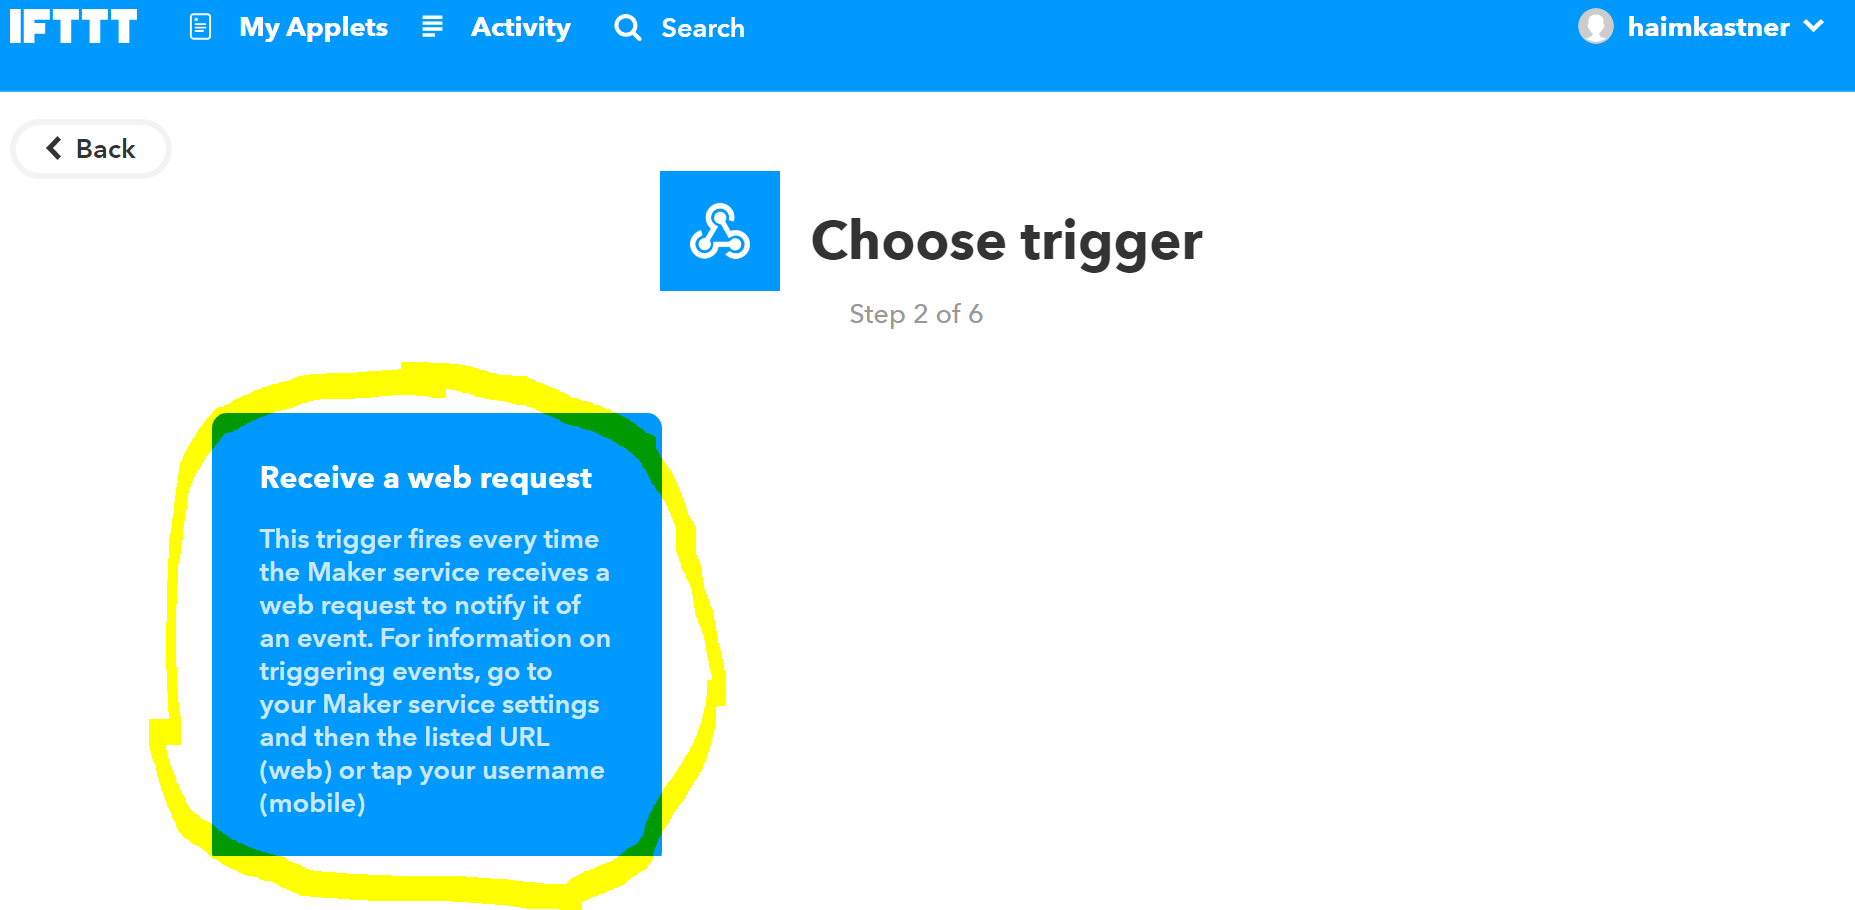 IFTTT My Applets Activity Search haimkastner
Back
Choose trigger
Step 2 of 6
Receive a web request
This trigger fires every time
the Maker service receives a
web request to notify it of
an event. For information on
triggering events, go to
your Maker service settings
and then the listed URL
(web) or tap your username
(mobile)